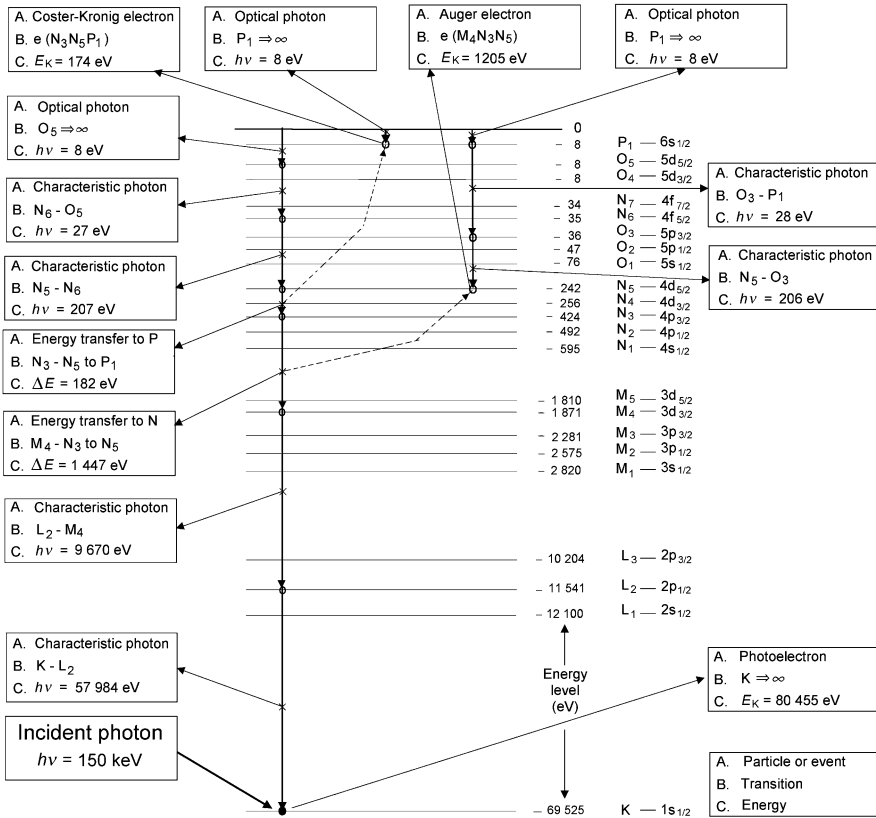 A. Coster-Kronig electron
B. e (N₃N₅P₁)
C. E_K = 174 eV
A. Optical photon
B. P₁ ⇒ ∞
C. hν = 8 eV
A. Auger electron
B. e (M₄N₃N₅)
C. E_K = 1205 eV
A. Optical photon
B. P₁ ⇒ ∞
C. hν = 8 eV
A. Optical photon
B. O₅ ⇒ ∞
C. hν = 8 eV
A. Characteristic photon
B. N₆ - O₅
C. hν = 27 eV
A. Characteristic photon
B. N₅ - N₆
C. hν = 207 eV
A. Energy transfer to P
B. N₃ - N₅ to P₁
C. ΔE = 182 eV
A. Energy transfer to N
B. M₄ - N₃ to N₅
C. ΔE = 1 447 eV
A. Characteristic photon
B. L₂ - M₄
C. hν = 9 670 eV
A. Characteristic photon
B. K - L₂
C. hν = 57 984 eV
Incident photon
hν = 150 keV
0
– 8 P₁ — 6s₁/₂
– 8 O₅ — 5d₅/₂
– 8 O₄ — 5d₃/₂
– 34 N₇ — 4f₇/₂
– 35 N₆ — 4f₅/₂
– 36 O₃ — 5p₃/₂
– 47 O₂ — 5p₁/₂
– 76 O₁ — 5s₁/₂
– 242 N₅ — 4d₅/₂
– 256 N₄ — 4d₃/₂
– 424 N₃ — 4p₃/₂
– 492 N₂ — 4p₁/₂
– 595 N₁ — 4s₁/₂
– 1 810 M₅ — 3d₅/₂
– 1 871 M₄ — 3d₃/₂
– 2 281 M₃ — 3p₃/₂
– 2 575 M₂ — 3p₁/₂
– 2 820 M₁ — 3s₁/₂
– 10 204 L₃ — 2p₃/₂
– 11 541 L₂ — 2p₁/₂
– 12 100 L₁ — 2s₁/₂
Energy
level
(eV)
– 69 525 K — 1s₁/₂
A. Characteristic photon
B. O₃ - P₁
C. hν = 28 eV
A. Characteristic photon
B. N₅ - O₃
C. hν = 206 eV
A. Photoelectron
B. K ⇒ ∞
C. E_K = 80 455 eV
A. Particle or event
B. Transition
C. Energy